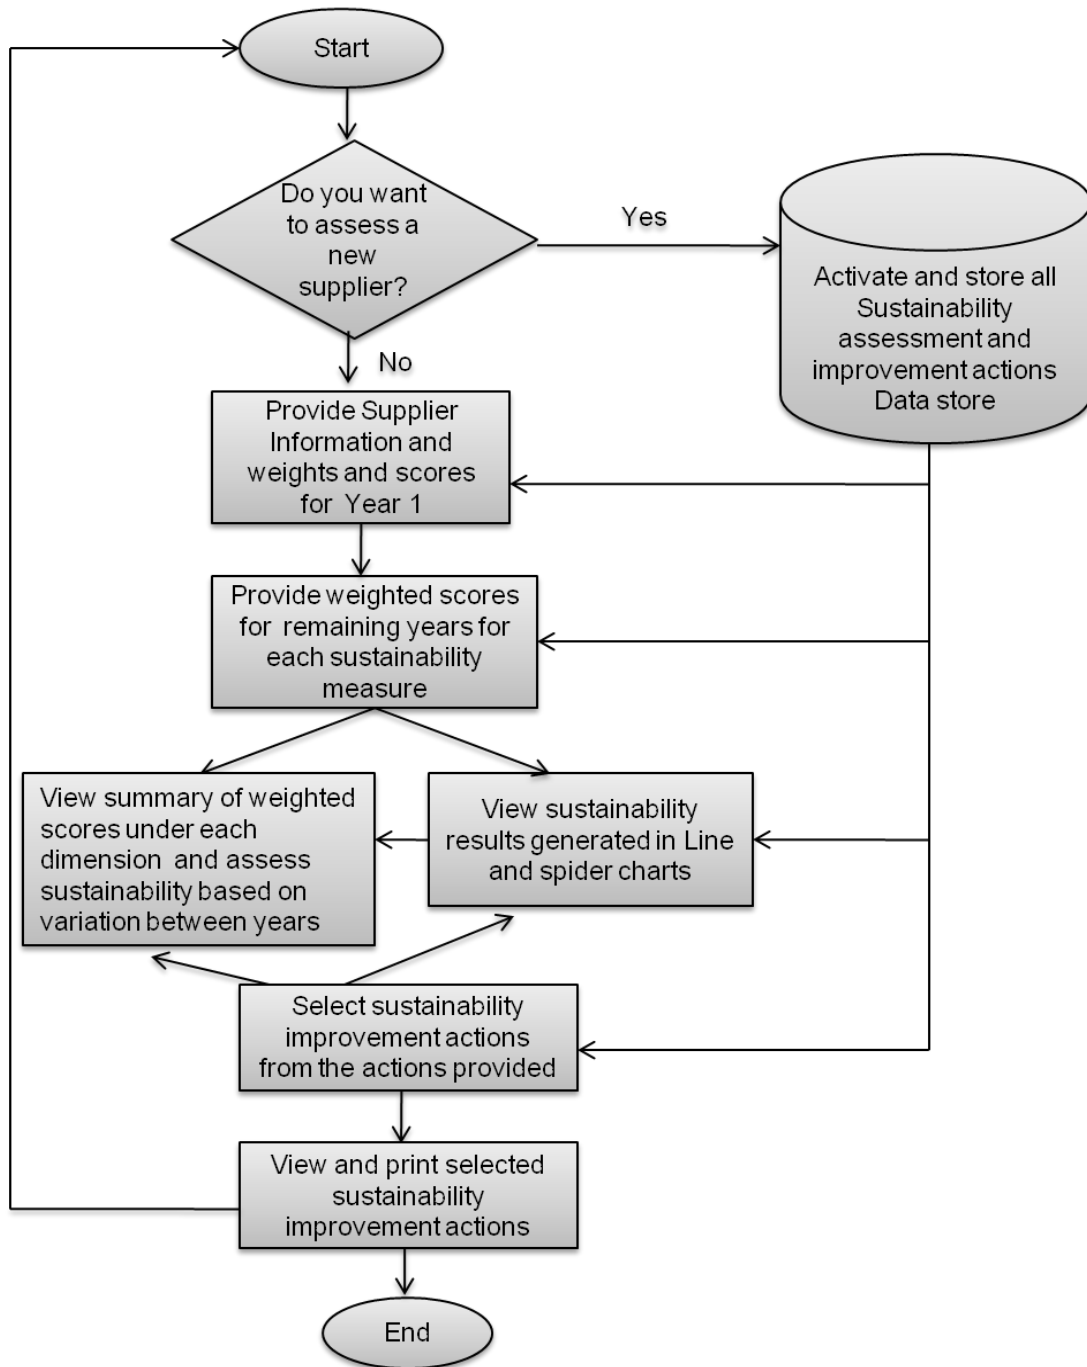 Start
Do you want
to assess a
new
supplier?
Yes
Activate and store all
Sustainability
assessment and
improvement actions
Data store
No
Provide Supplier
Information and
weights and scores
for Year 1
Provide weighted scores
for remaining years for
each sustainability
measure
View summary of weighted
scores under each
dimension and assess
sustainability based on
variation between years
View sustainability
results generated in Line
and spider charts
Select sustainability
improvement actions
from the actions provided
View and print selected
sustainability
improvement actions
End